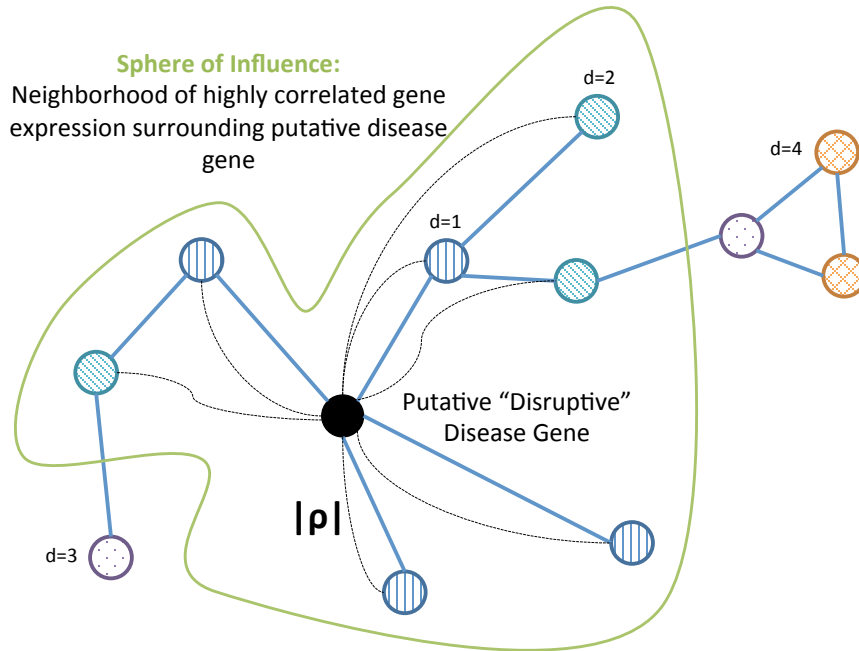 Sphere of Influence:
Neighborhood of highly correlated gene
expression surrounding putative disease
gene
d=2
d=4
d=1
Putative “Disruptive”
Disease Gene
|ρ|
d=3